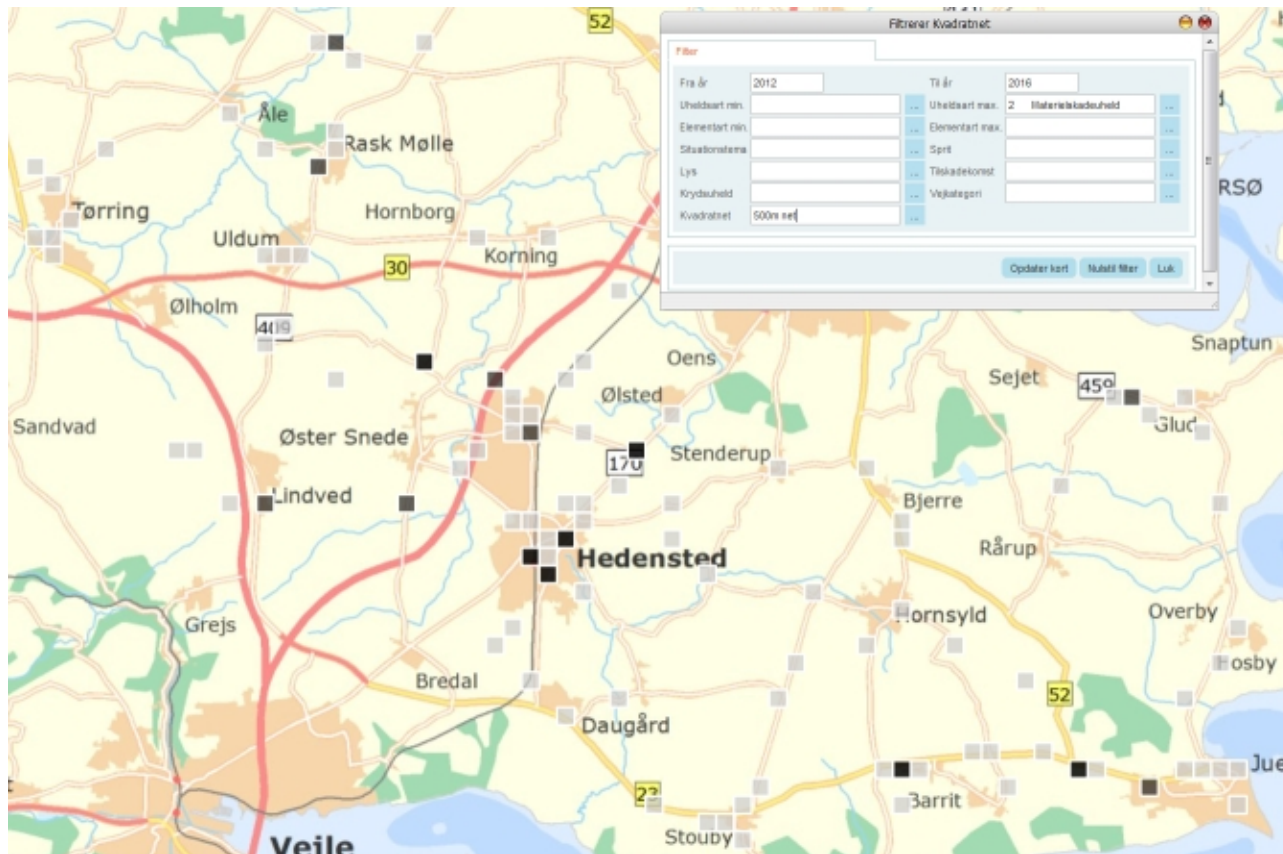 Filtrerer Kvadratnet
Filter
Fra år 2012 Til år 2016
Uheldsart min. ... Uheldsart max. 2 Materielskadeuheld ...
Elementart min. ... Elementart max. ...
Situationstema ... Sprit ...
Lys ... Tilskadekomst ...
Krydsuheld ... Vejkategori ...
Kvadratnet 500m net ...
Opdater kort Nulstil filter Luk
52
Åle
Rask Mølle
Tørring
Hornborg
Uldum
Korning
30
Ølholm
409
RSØ
Snaptun
Oens
Sejet
459
Ølsted
Glud
Sandvad
Øster Snede
170
Stenderup
Lindved
Bjerre
Rårup
Hedensted
Grejs
Hornsyld
Overby
Hosby
Bredal
52
Daugård
Jue
23
Barrit
Stouby
Vejle